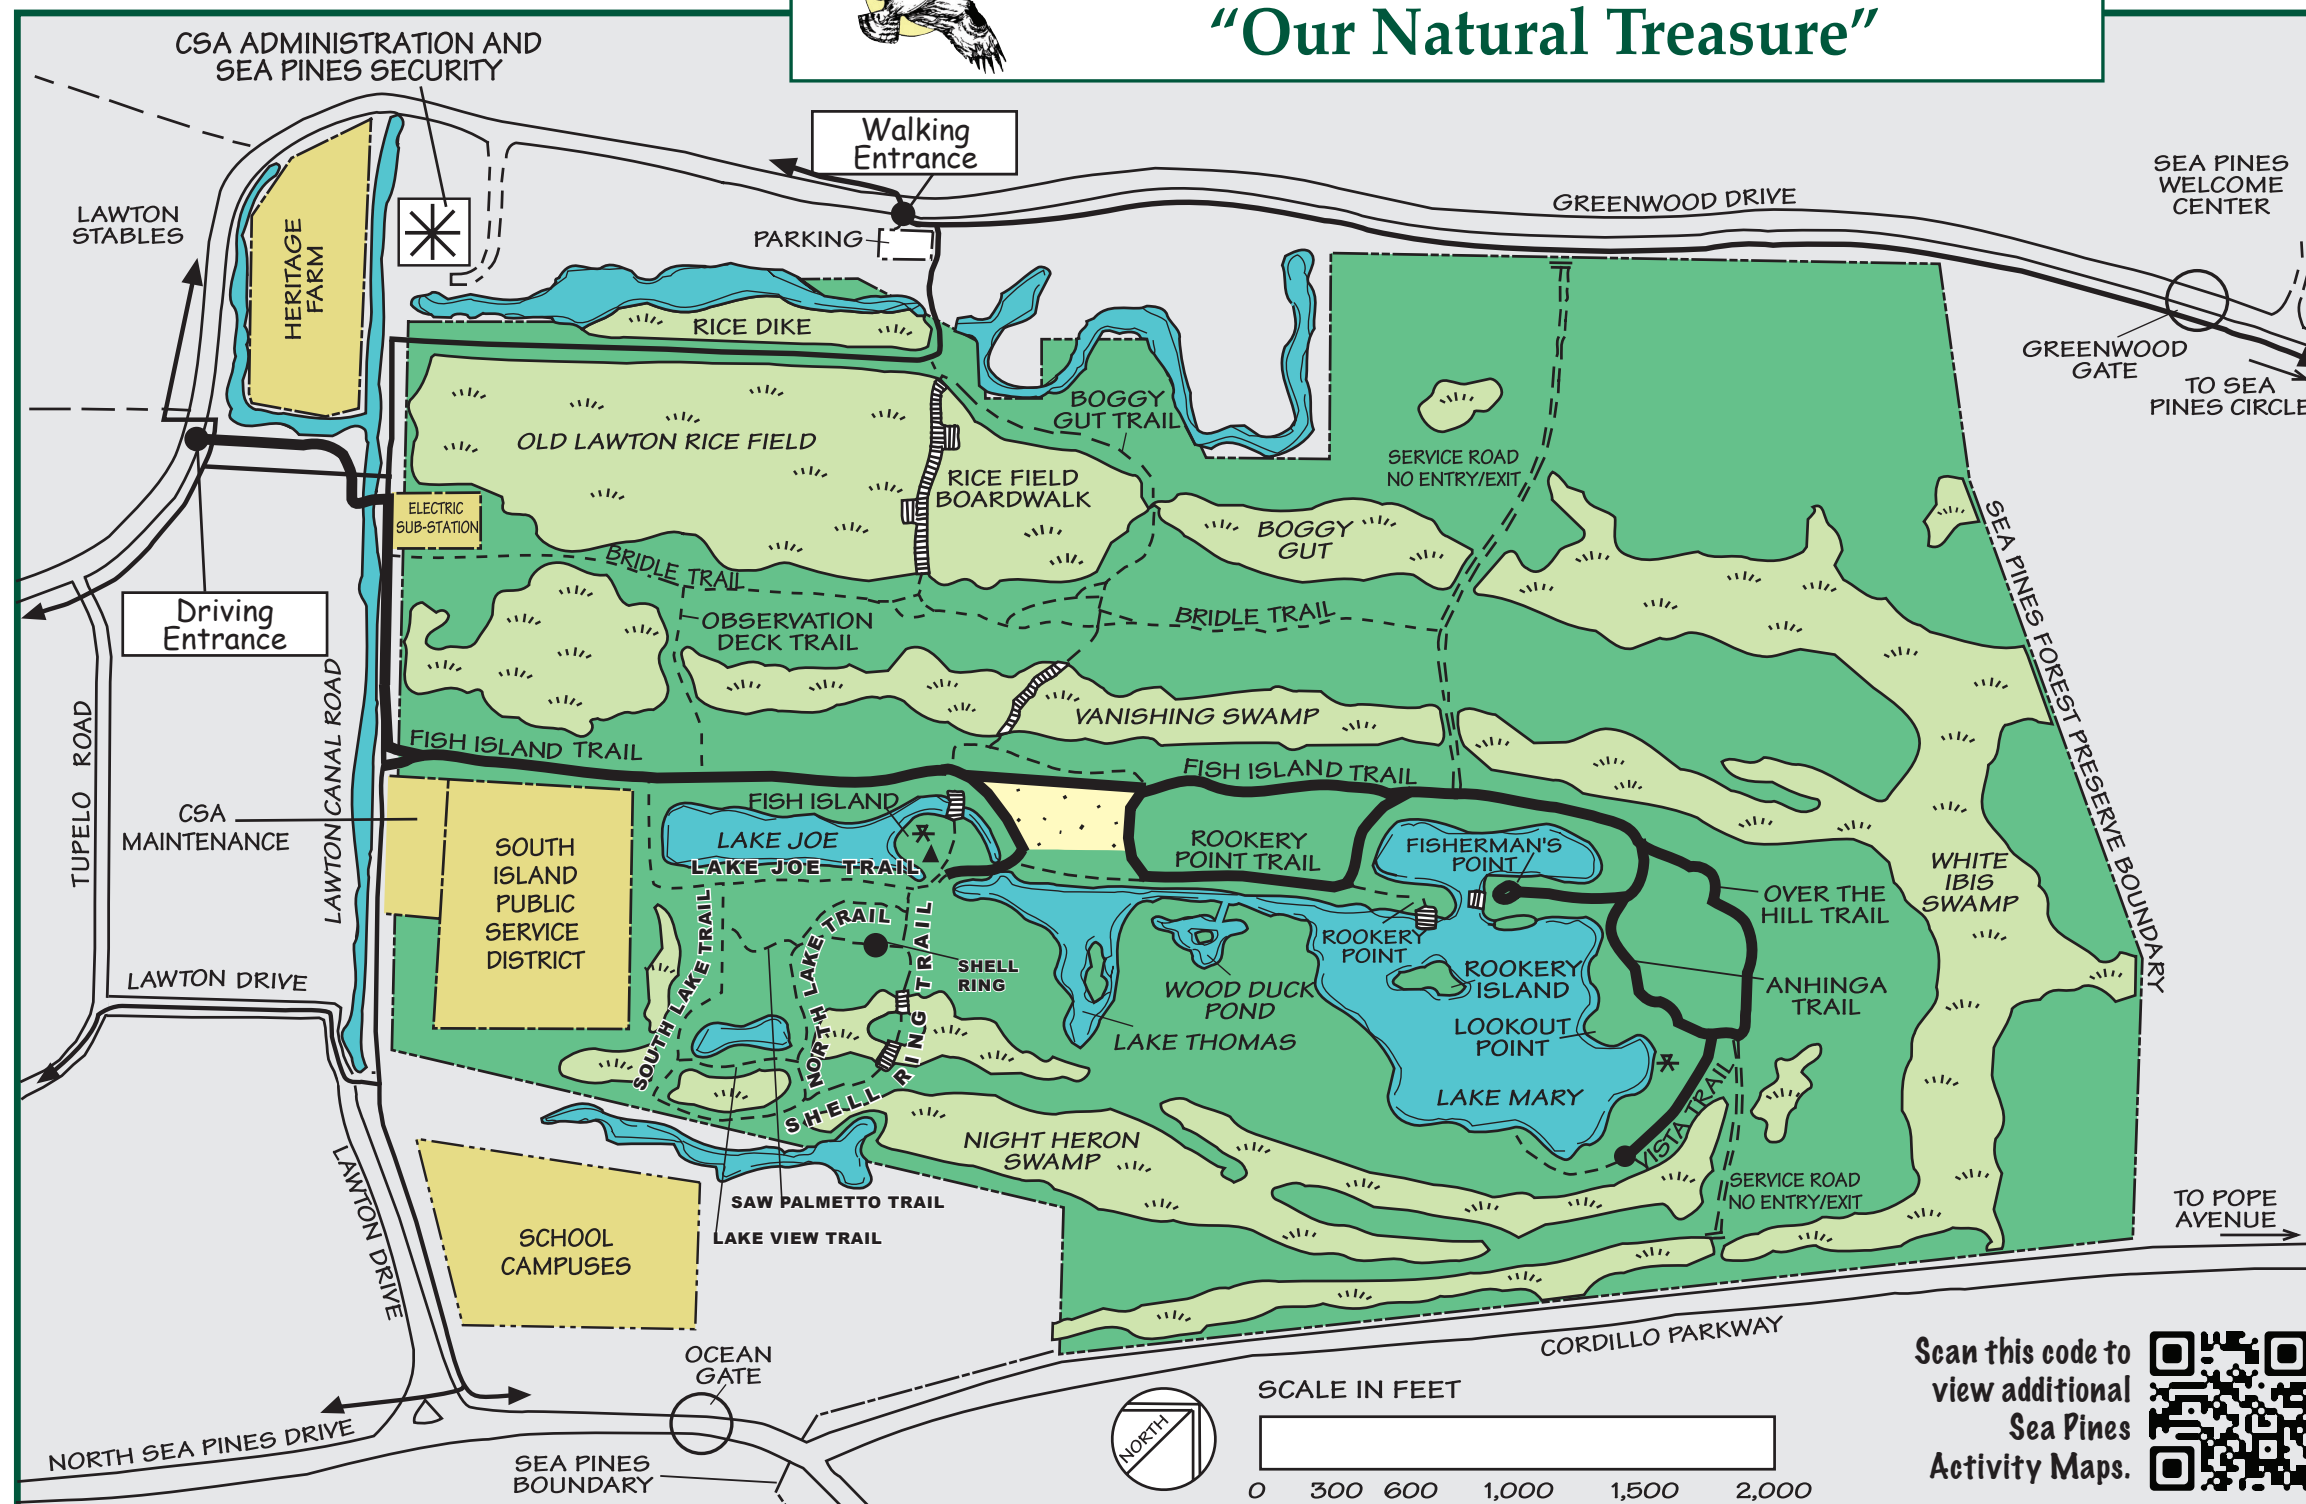 “Our Natural Treasure”
CSA ADMINISTRATION AND
SEA PINES SECURITY
Walking
Entrance
SEA PINES
WELCOME
CENTER
GREENWOOD DRIVE
LAWTON
STABLES
HERITAGE
FARM
PARKING
RICE DIKE
GREENWOOD
GATE
TO SEA
PINES CIRCLE
BOGGY
GUT TRAIL
OLD LAWTON RICE FIELD
SERVICE ROAD
NO ENTRY/EXIT
RICE FIELD
BOARDWALK
ELECTRIC
SUB-STATION
BOGGY
GUT
SEA PINES FOREST PRESERVE BOUNDARY
BRIDLE TRAIL
Driving
Entrance
OBSERVATION
DECK TRAIL
BRIDLE TRAIL
TUPELO ROAD
LAWTON CANAL ROAD
VANISHING SWAMP
FISH ISLAND TRAIL
FISH ISLAND TRAIL
CSA
MAINTENANCE
FISH ISLAND
LAKE JOE
LAKE JOE TRAIL
ROOKERY
POINT TRAIL
FISHERMAN'S
POINT
SOUTH
ISLAND
PUBLIC
SERVICE
DISTRICT
WHITE
IBIS
SWAMP
OVER THE
HILL TRAIL
SOUTH LAKE TRAIL
NORTH LAKE TRAIL
SHELL RING TRAIL
SHELL
RING
ROOKERY
POINT
ROOKERY
ISLAND
WOOD DUCK
POND
ANHINGA
TRAIL
LAWTON DRIVE
LAKE THOMAS
LOOKOUT
POINT
LAKE MARY
VISTA TRAIL
NIGHT HERON
SWAMP
SAW PALMETTO TRAIL
LAKE VIEW TRAIL
SERVICE ROAD
NO ENTRY/EXIT
TO POPE
AVENUE
LAWTON DRIVE
SCHOOL
CAMPUSES
CORDILLO PARKWAY
OCEAN
GATE
NORTH SEA PINES DRIVE
SEA PINES
BOUNDARY
NORTH
SCALE IN FEET
0 300 600 1,000 1,500 2,000
Scan this code to
view additional
Sea Pines
Activity Maps.